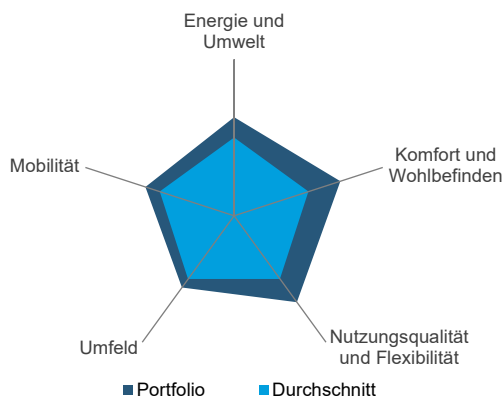 Energie und
Umwelt
Mobilität
Komfort und
Wohlbefinden
Umfeld
Nutzungsqualität
und Flexibilität
Portfolio
Durchschnitt